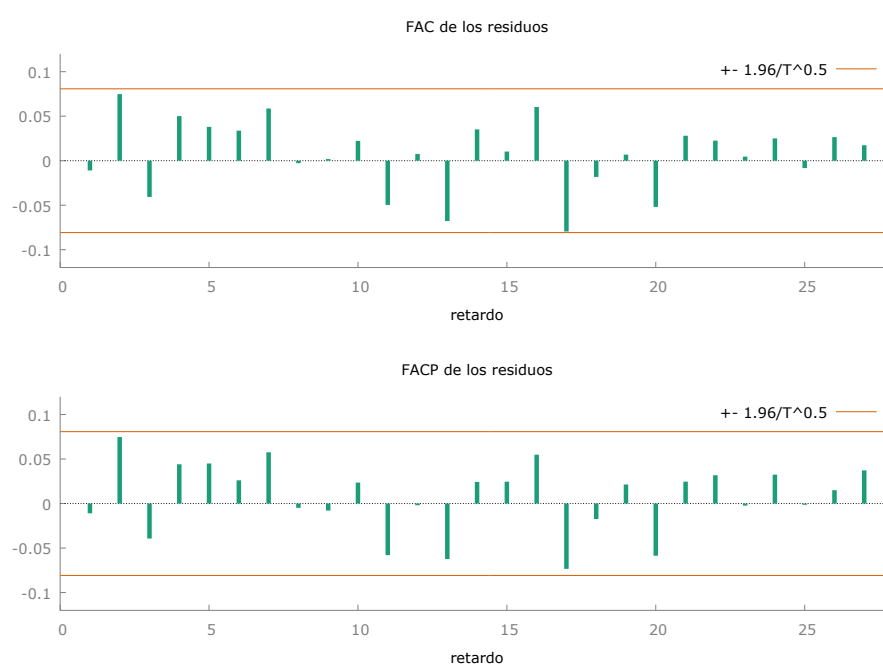 FAC de los residuos
+- 1.96/T^0.5
0.1
0.05
0
-0.05
-0.1
0 5 10 15 20 25
retardo
FACP de los residuos
+- 1.96/T^0.5
0.1
0.05
0
-0.05
-0.1
0 5 10 15 20 25
retardo